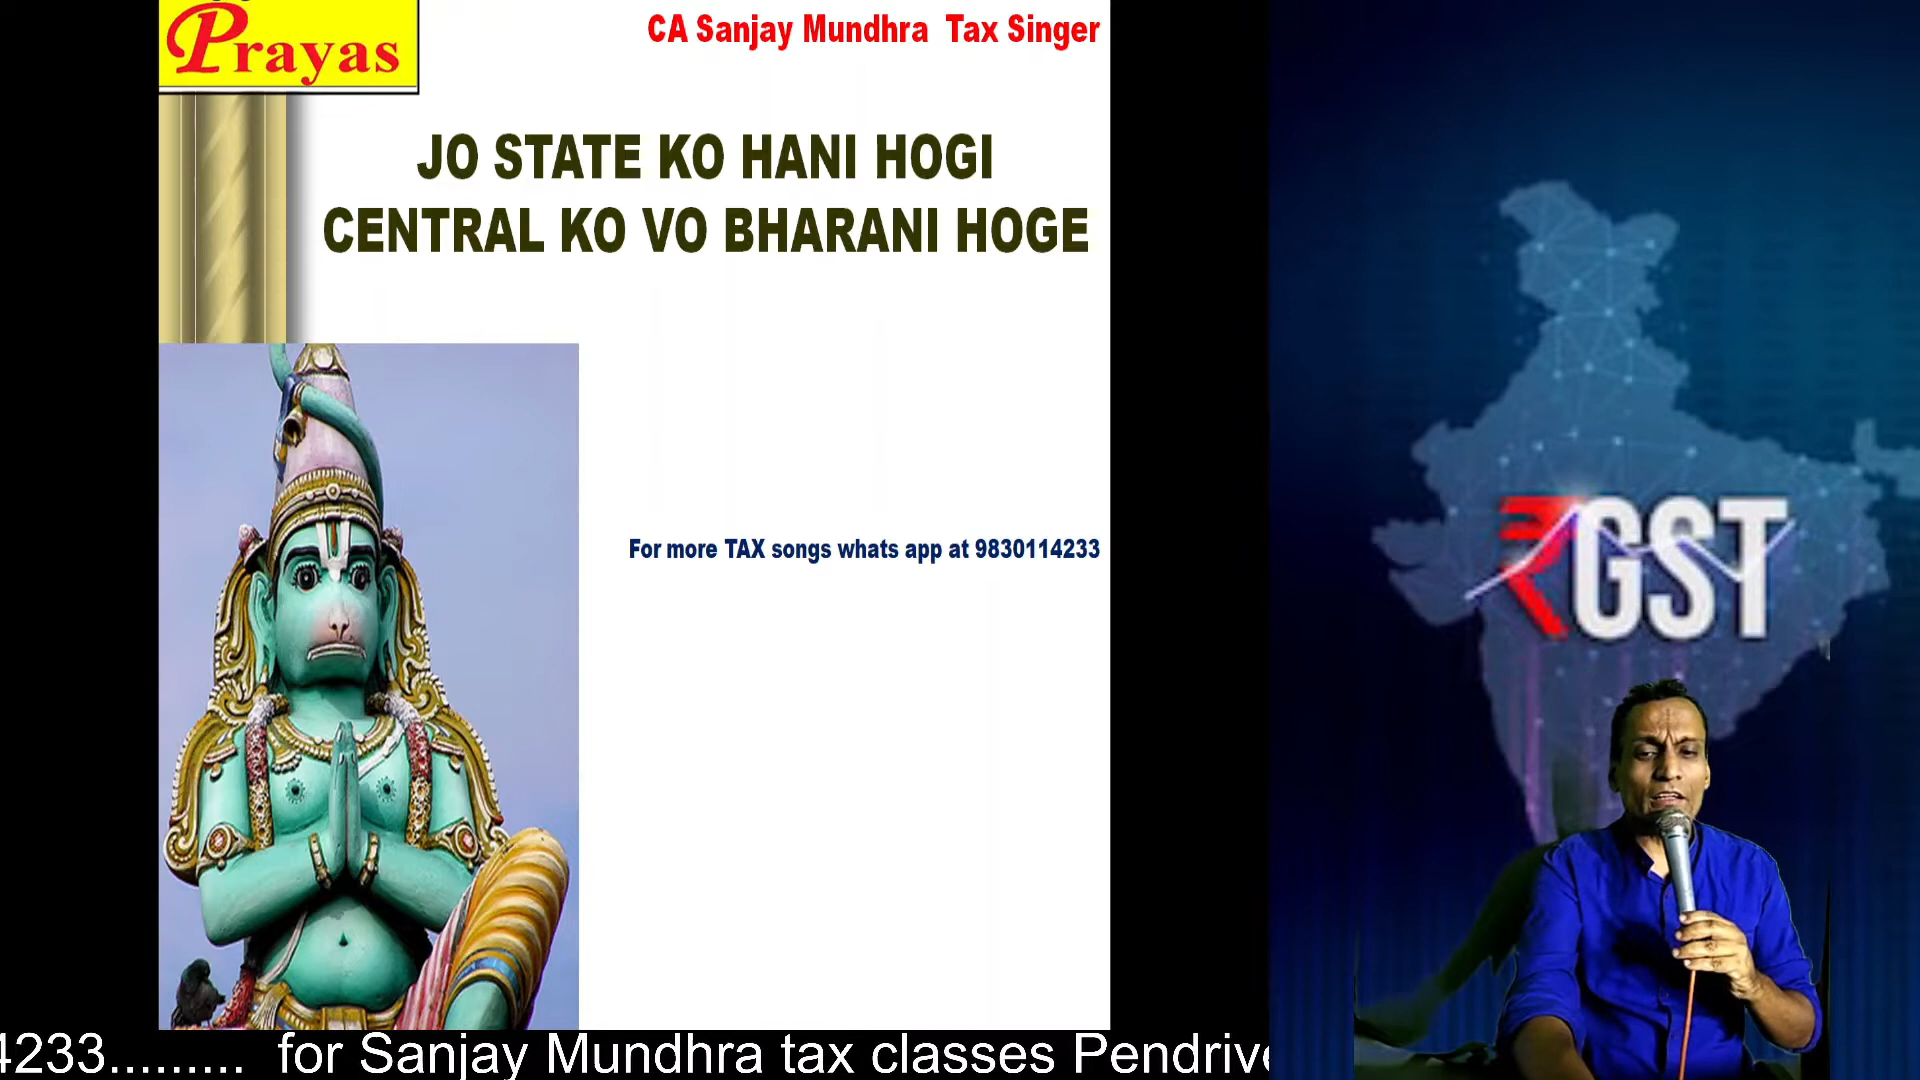 Prayas
CA Sanjay Mundhra  Tax Singer
JO STATE KO HANI HOGI
CENTRAL KO VO BHARANI HOGE
For more TAX songs whats app at 9830114233
₹GST
4233.........  for Sanjay Mundhra tax classes Pendrive